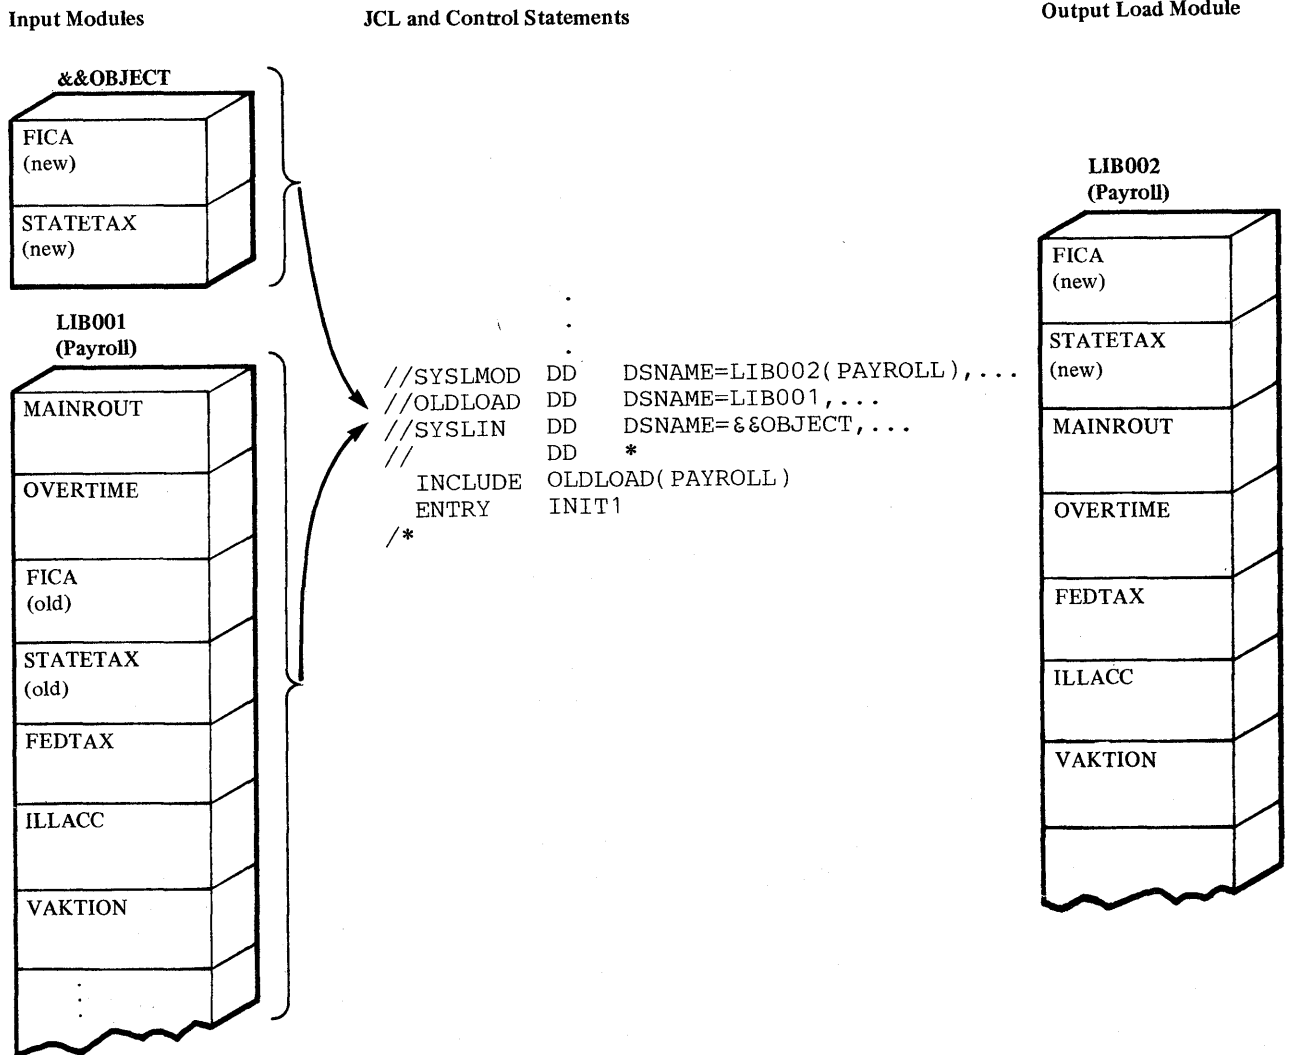 Input Modules
JCL and Control Statements
Output Load Module
&&OBJECT
FICA
(new)
STATETAX
(new)
LIB001
(Payroll)
MAINROUT
OVERTIME
FICA
(old)
STATETAX
(old)
FEDTAX
ILLACC
VAKTION
.
.
.
.
.
.
//SYSLMOD DD DSNAME=LIB002(PAYROLL),...
//OLDLOAD DD DSNAME=LIB001,...
//SYSLIN DD DSNAME=&&OBJECT,...
// DD *
INCLUDE OLDLOAD(PAYROLL)
ENTRY INIT1
/*
LIB002
(Payroll)
FICA
(new)
STATETAX
(new)
MAINROUT
OVERTIME
FEDTAX
ILLACC
VAKTION